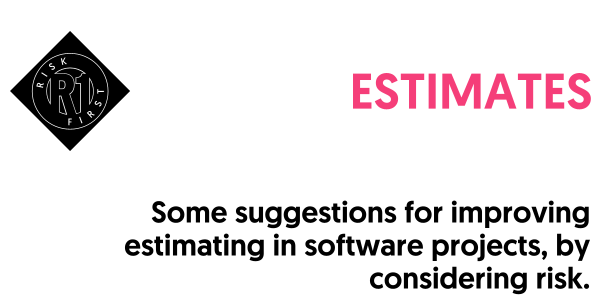 RISK
R1
FIRST
ESTIMATES
Some suggestions for improving
estimating in software projects, by
considering risk.